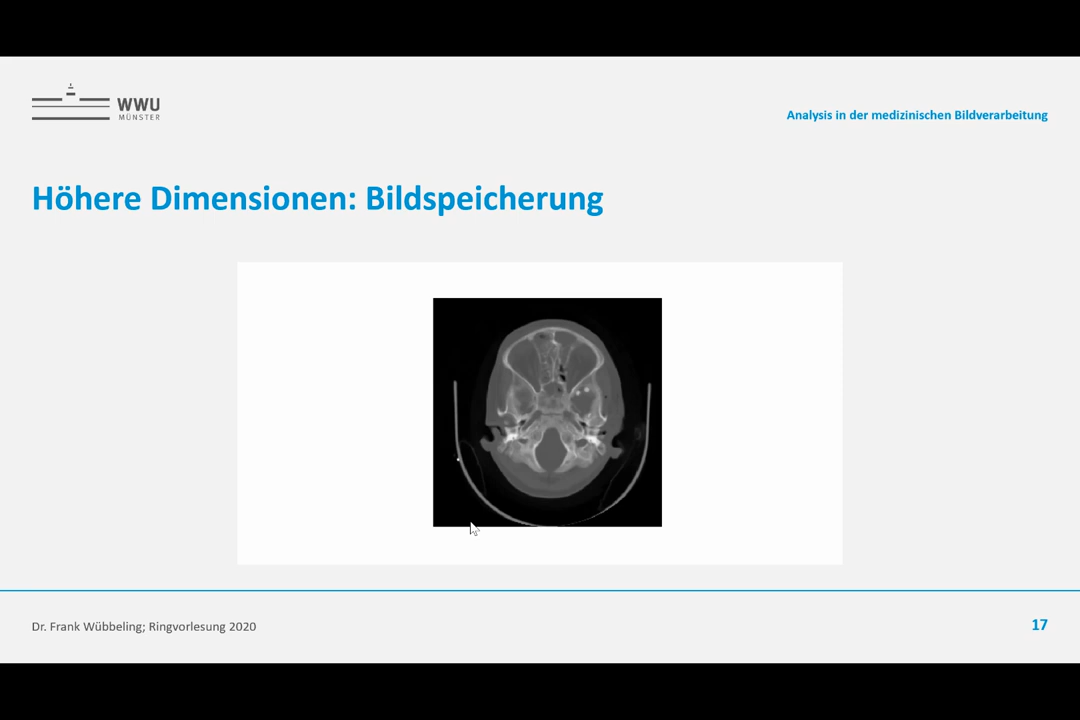 WWU
MÜNSTER
Analysis in der medizinischen Bildverarbeitung
Höhere Dimensionen: Bildspeicherung
Dr. Frank Wübbeling; Ringvorlesung 2020
17